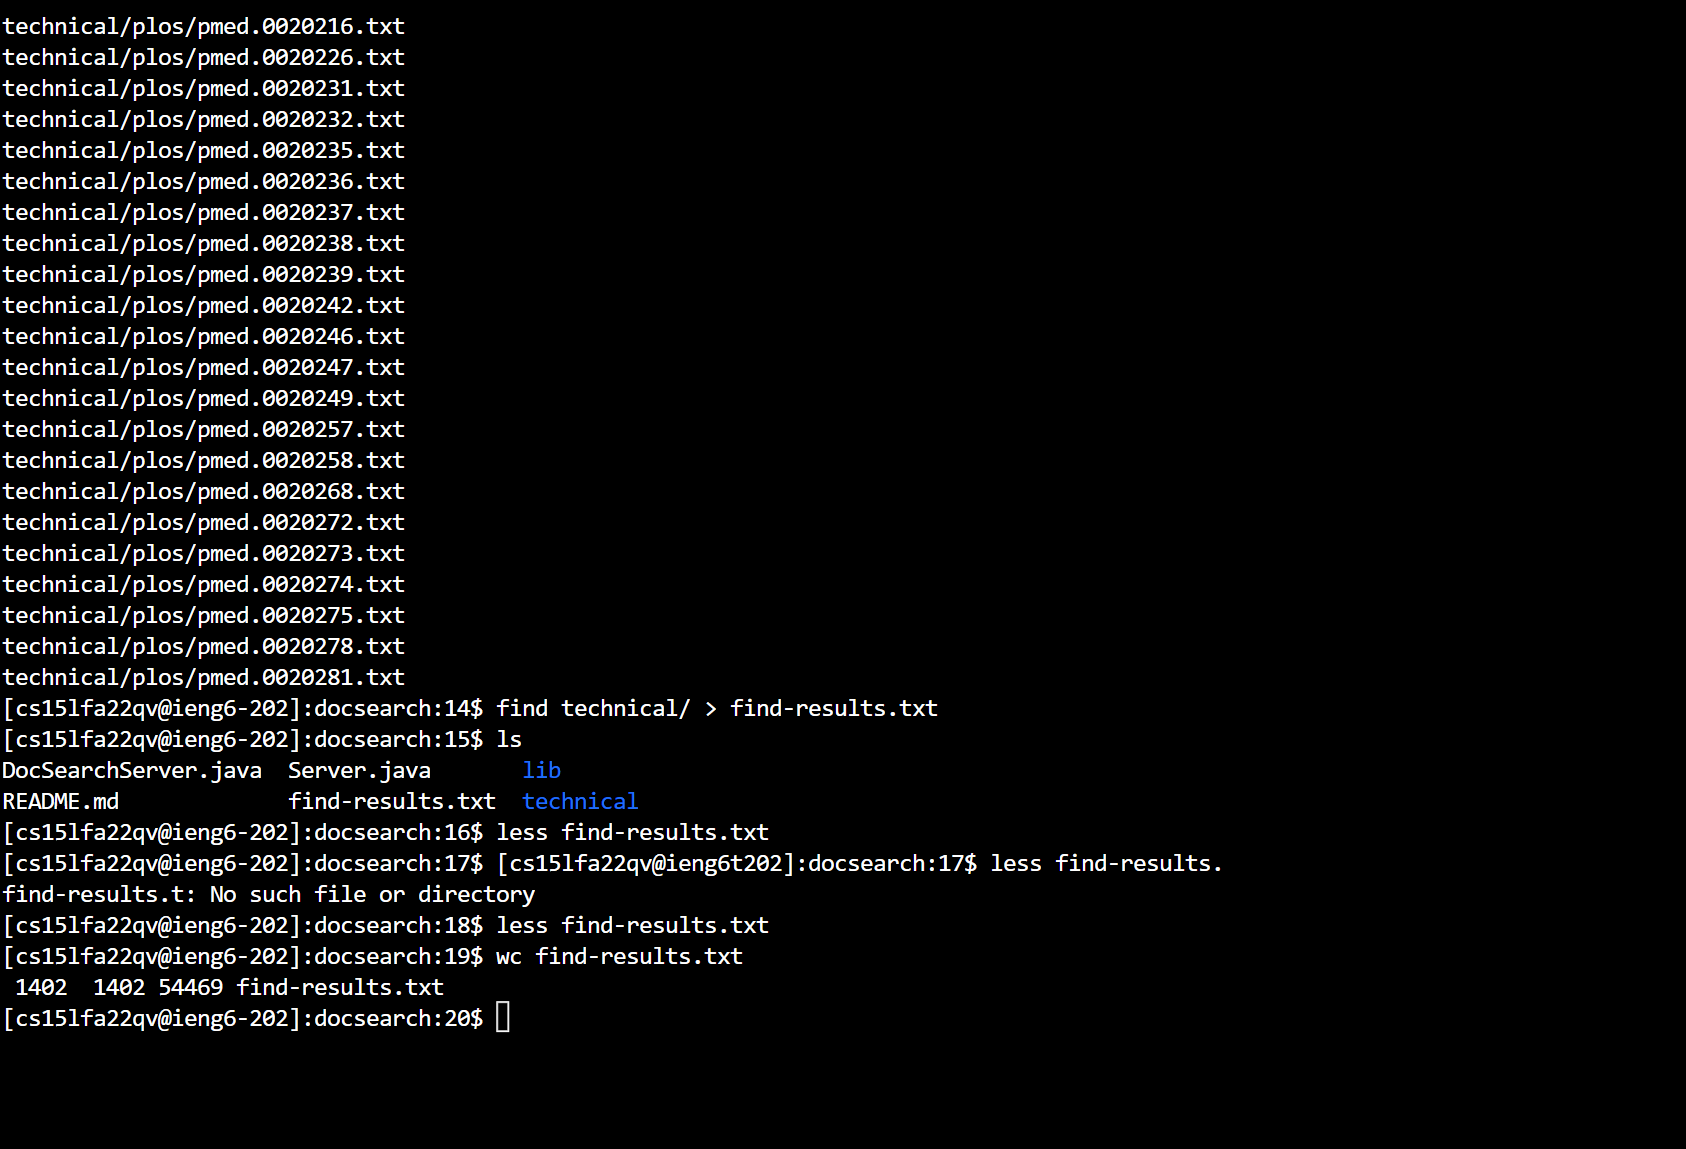 technical/plos/pmed.0020216.txt
technical/plos/pmed.0020226.txt
technical/plos/pmed.0020231.txt
technical/plos/pmed.0020232.txt
technical/plos/pmed.0020235.txt
technical/plos/pmed.0020236.txt
technical/plos/pmed.0020237.txt
technical/plos/pmed.0020238.txt
technical/plos/pmed.0020239.txt
technical/plos/pmed.0020242.txt
technical/plos/pmed.0020246.txt
technical/plos/pmed.0020247.txt
technical/plos/pmed.0020249.txt
technical/plos/pmed.0020257.txt
technical/plos/pmed.0020258.txt
technical/plos/pmed.0020268.txt
technical/plos/pmed.0020272.txt
technical/plos/pmed.0020273.txt
technical/plos/pmed.0020274.txt
technical/plos/pmed.0020275.txt
technical/plos/pmed.0020278.txt
technical/plos/pmed.0020281.txt
[cs15lfa22qv@ieng6-202]:docsearch:14$ find technical/ > find-results.txt
[cs15lfa22qv@ieng6-202]:docsearch:15$ ls
DocSearchServer.java  Server.java       lib
README.md             find-results.txt  technical
[cs15lfa22qv@ieng6-202]:docsearch:16$ less find-results.txt
[cs15lfa22qv@ieng6-202]:docsearch:17$ [cs15lfa22qv@ieng6t202]:docsearch:17$ less find-results.
find-results.t: No such file or directory
[cs15lfa22qv@ieng6-202]:docsearch:18$ less find-results.txt
[cs15lfa22qv@ieng6-202]:docsearch:19$ wc find-results.txt
 1402  1402 54469 find-results.txt
[cs15lfa22qv@ieng6-202]:docsearch:20$